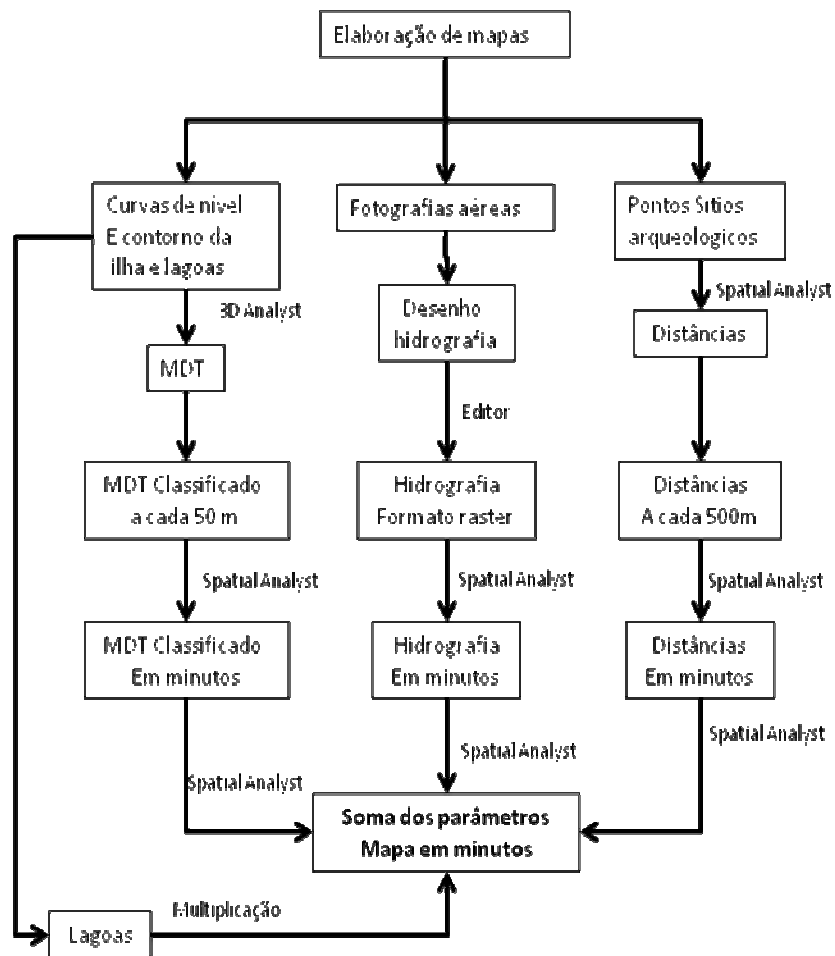 Elaboração de mapas
Curvas de nível
E contorno da
ilha e lagoas
Fotografias aéreas
Pontos Sítios
arqueologicos
3D Analyst
Desenho
hidrografia
Spatial Analyst
Distâncias
MDT
Editor
MDT Classificado
a cada 50 m
Hidrografia
Formato raster
Distâncias
A cada 500m
Spatial Analyst
Spatial Analyst
Spatial Analyst
MDT Classificado
Em minutos
Hidrografia
Em minutos
Distâncias
Em minutos
Spatial Analyst
Spatial Analyst
Spatial Analyst
Soma dos parâmetros
Mapa em minutos
Multiplicação
Lagoas